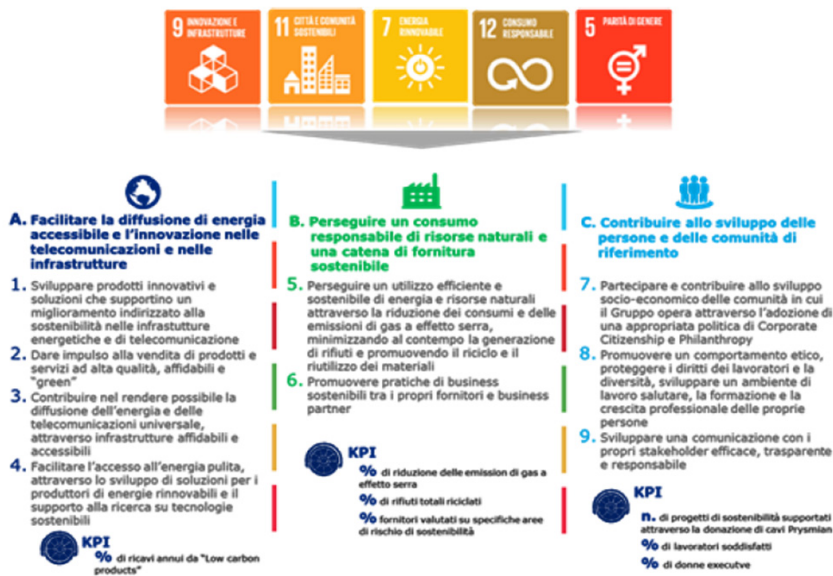 9 INNOVAZIONE E
INFRASTRUTTURE
11 CITTÀ E COMUNITÀ
SOSTENIBILI
7 ENERGIA
RINNOVABILE
12 CONSUMO
RESPONSABILE
5 PARITÀ DI GENERE
A. Facilitare la diffusione di energia
accessibile e l'innovazione nelle
telecomunicazioni e nelle
infrastrutture
1. Sviluppare prodotti innovativi e
soluzioni che supportino un
miglioramento indirizzato alla
sostenibilità nelle infrastutture
energetiche e di telecomunicazione
2. Dare impulso alla vendita di prodotti e
servizi ad alta qualità, affidabili e
"green"
3. Contribuire nel rendere possibile la
diffusione dell'energia e delle
telecomunicazioni universale,
attraverso infrastrutture affidabili e
accessibili
4. Facilitare l'accesso all'energia pulita,
attraverso lo sviluppo di soluzioni per i
produttori di energie rinnovabili e il
supporto alla ricerca su tecnologie
sostenibili
KPI
% di ricavi annui da "Low carbon
products"
B. Perseguire un consumo
responsabile di risorse naturali e
una catena di fornitura
sostenibile
5. Perseguire un utilizzo efficiente e
sostenibile di energia e risorse naturali
attraverso la riduzione dei consumi e delle
emissioni di gas a effetto serra,
minimizzando al contempo la generazione
di rifiuti e promuovendo il riciclo e il
riutilizzo dei materiali
6. Promuovere pratiche di business
sostenibili tra i propri fornitori e business
partner
KPI
% di riduzione delle emission di gas a
effetto serra
% di rifiuti totali riciclati
% fornitori valutati su specifiche aree
di rischio di sostenibilità
C. Contribuire allo sviluppo delle
persone e delle comunità di
riferimento
7. Partecipare e contribuire allo sviluppo
socio-economico delle comunità in cui
il Gruppo opera attraverso l'adozione di
una appropriata politica di Corporate
Citizenship e Philanthropy
8. Promuovere un comportamento etico,
proteggere i diritti dei lavoratori e la
diversità, sviluppare un ambiente di
lavoro salutare, la formazione e la
crescita professionale delle proprie
persone
9. Sviluppare una comunicazione con i
propri stakeholder efficace, trasparente
e responsabile
KPI
n. di progetti di sostenibilità supportati
attraverso la donazione di cavi Prysmian
% di lavoratori soddisfatti
% di donne executve